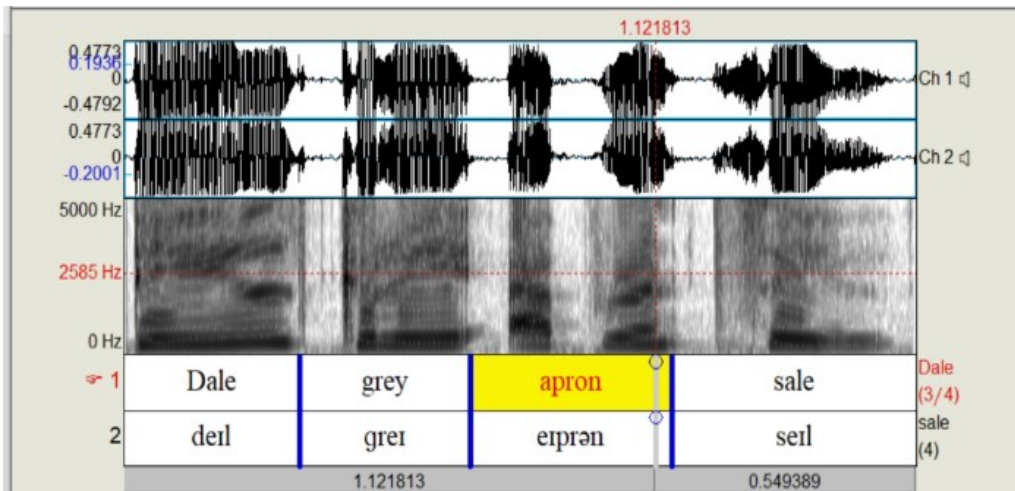 1.121813
0.4773
0.1936
0
-0.4792
Ch 1
0.4773
0
-0.2001
Ch 2
5000 Hz
2585 Hz
0 Hz
1 Dale grey apron sale
Dale
(3/4)
2 deɪl ɡreɪ eɪprən seɪl
sale
(4)
1.121813 0.549389